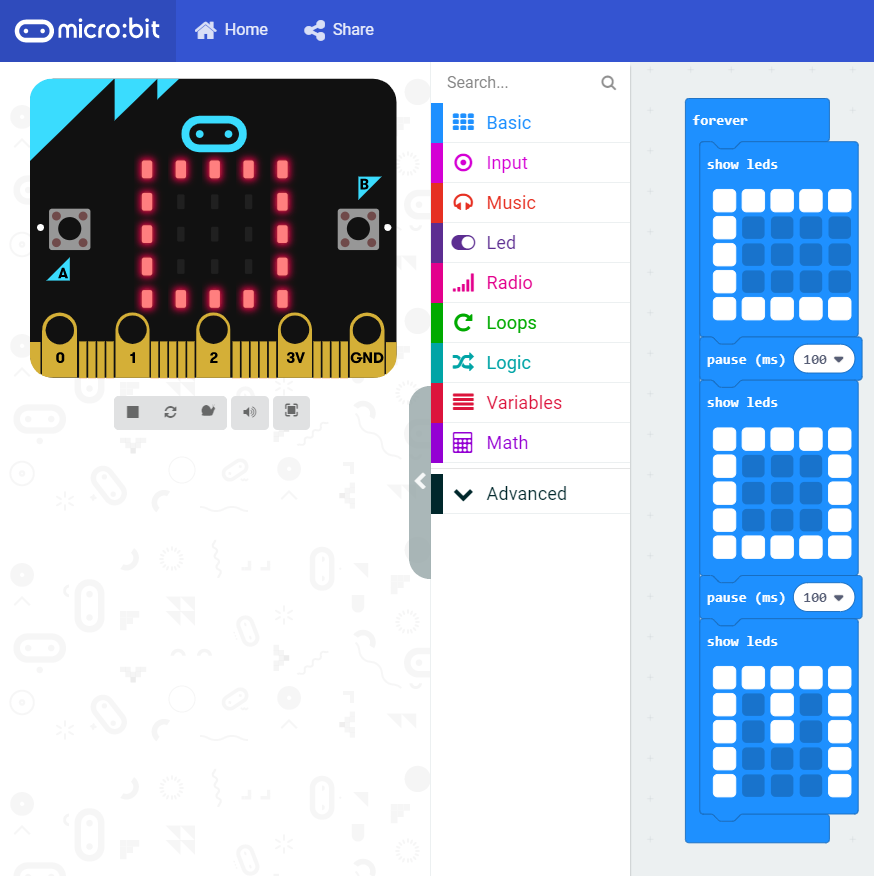 micro:bit
Home
Share
B
A
0 1 2 3V GND
Search...
Basic
Input
Music
Led
Radio
Loops
Logic
Variables
Math
Advanced
forever
show leds
pause (ms) 100
show leds
pause (ms) 100
show leds